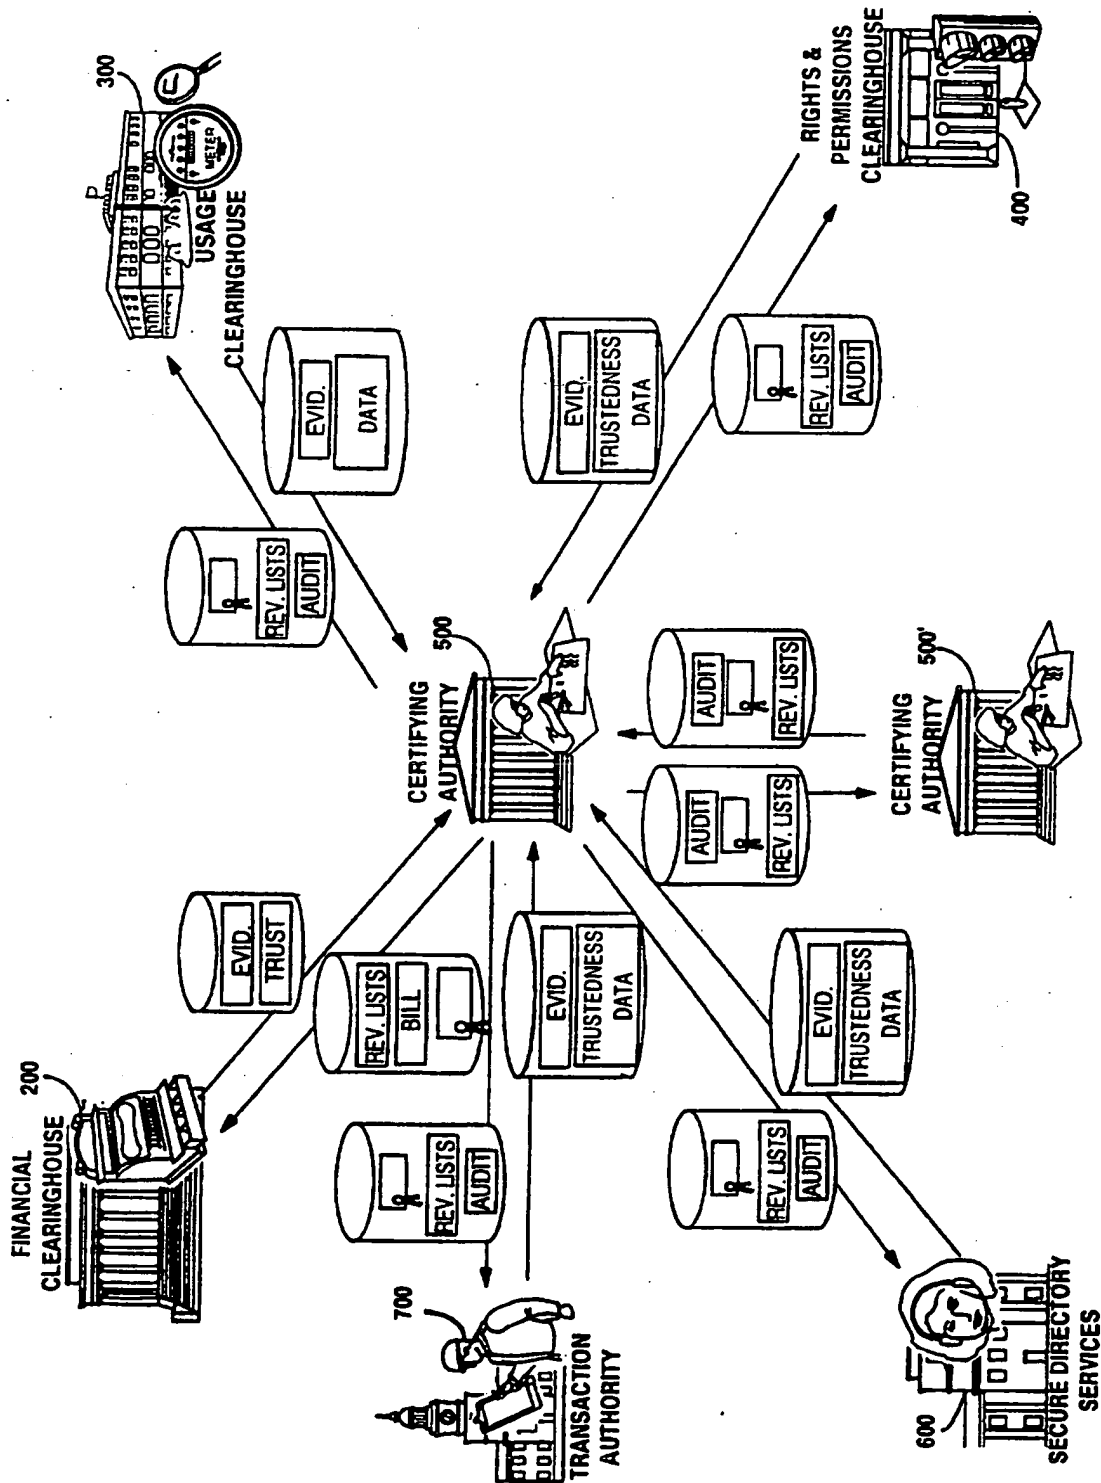 FINANCIAL
CLEARINGHOUSE
200
EVID.
TRUST
REV. LISTS
BILL
USAGE
CLEARINGHOUSE
300
METER
REV. LISTS
AUDIT
EVID.
DATA
TRANSACTION
AUTHORITY
700
REV. LISTS
AUDIT
EVID.
TRUSTEDNESS
DATA
CERTIFYING
AUTHORITY
500
EVID.
TRUSTEDNESS
DATA
REV. LISTS
AUDIT
RIGHTS &
PERMISSIONS
CLEARINGHOUSE
400
AUDIT
REV. LISTS
AUDIT
REV. LISTS
SECURE DIRECTORY
SERVICES
600
REV. LISTS
AUDIT
EVID.
TRUSTEDNESS
DATA
CERTIFYING
AUTHORITY
500'